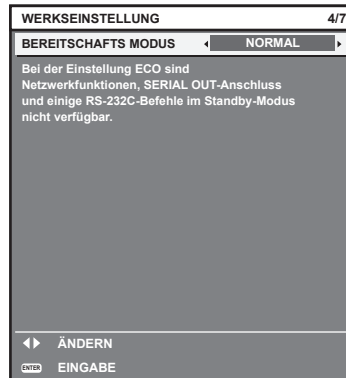 WERKSEINSTELLUNG 4/7
BEREITSCHAFTS MODUS NORMAL
Bei der Einstellung ECO sind
Netzwerkfunktionen, SERIAL OUT-Anschluss
und einige RS-232C-Befehle im Standby-Modus
nicht verfügbar.
ÄNDERN
ENTER EINGABE